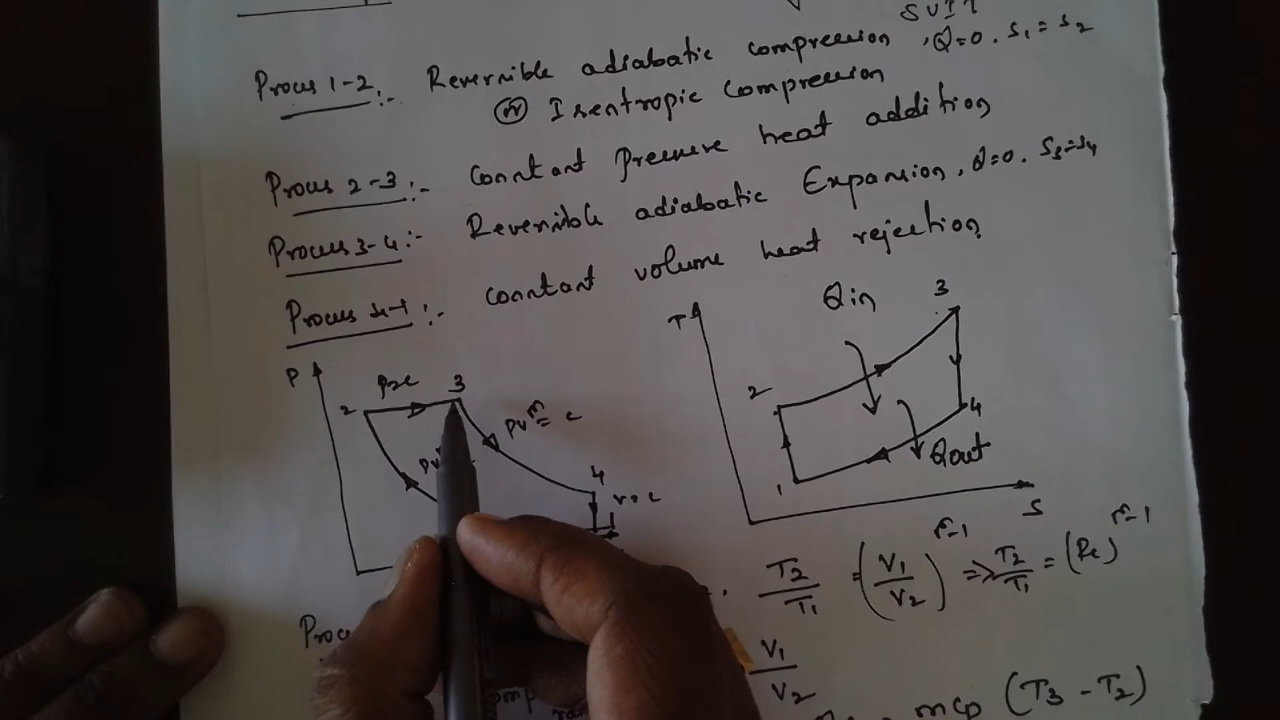 Process 1-2:- Reversible adiabatic compression, Q=0. S₁=S₂
(or) Isentropic compression
Process 2-3:- Constant Pressure heat addition
Process 3-4:- Reversible adiabatic Expansion, Q=0. S₃=S₄
Process 4-1:- Constant volume heat rejection
P
2
P=c
3
PV^r = c
4
V=c
T
Qin
3
2
4
Qout
1
S
T₂/T₁ = (V₁/V₂)^r-1 => T₂/T₁ = (Rc)^r-1
V₁/V₂
mcp (T₃ - T₂)